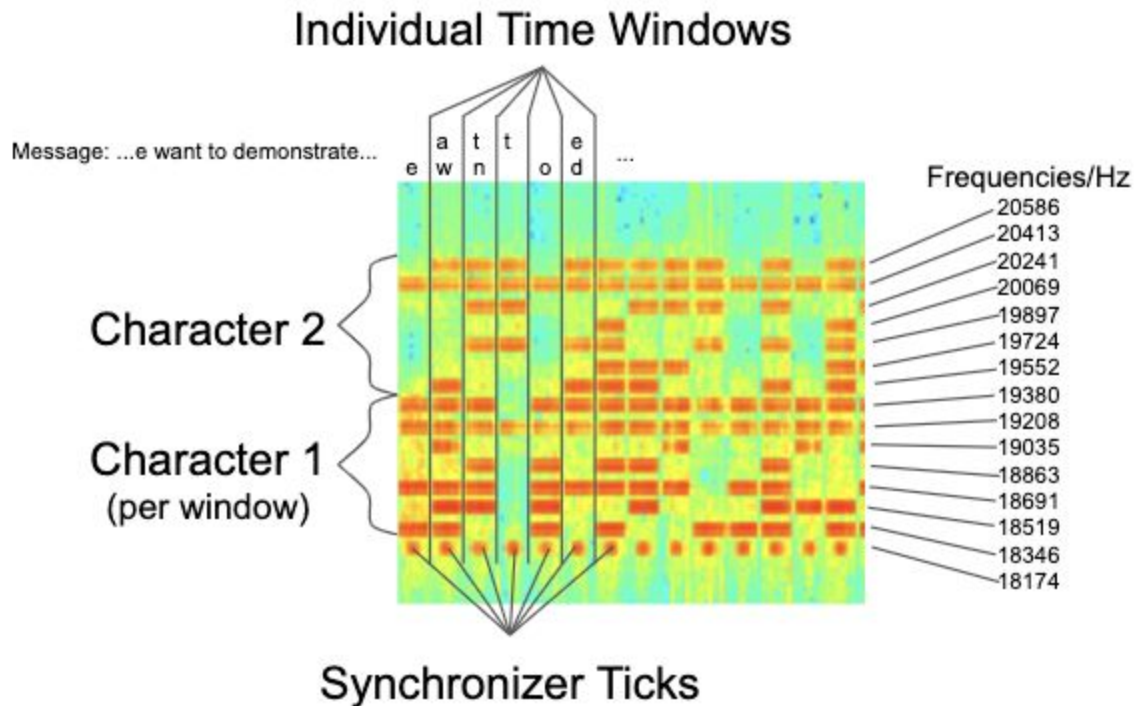 Individual Time Windows
Message: ...e want to demonstrate...
a t t e
e w n o d ...
Frequencies/Hz
20586
20413
20241
20069
19897
19724
19552
19380
19208
19035
18863
18691
18519
18346
18174
Character 2
Character 1
(per window)
Synchronizer Ticks